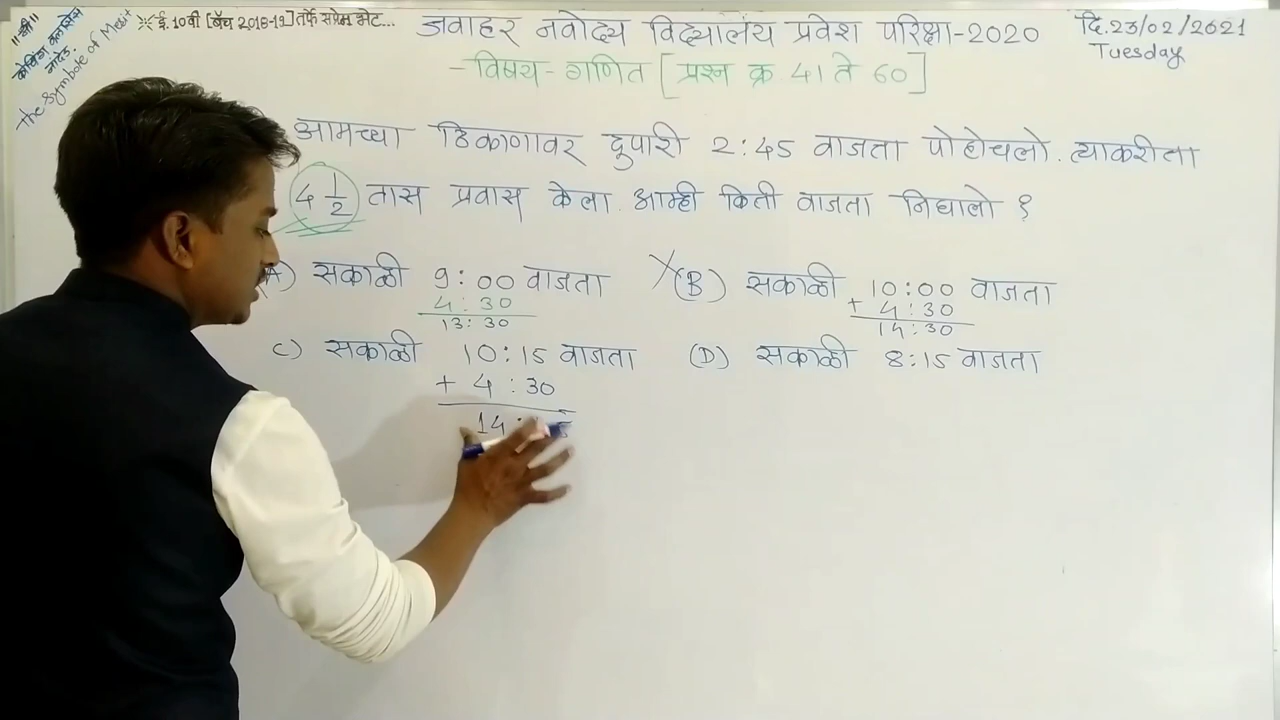 ॥ श्री ॥
कोचिंग क्लासेस
नांदेड.
the symbole of Merit
इ. 10वी [बॅच 2018-19] तर्फे सप्रेम भेट...
जवाहर नवोदय विद्यालय प्रवेश परिक्षा-2020
दि.23/02/2021
Tuesday
- विषय - गणित [प्रश्न क्र 41 ते 60]
आमच्या ठिकाणावर दुपारी 2:45 वाजता पोहोचलो. त्याकरीता
4 1/2 तास प्रवास केला. आम्ही किती वाजता निघालो ?
A) सकाळी 9:00 वाजता
4:30
13:30
X (B) सकाळी 10:00 वाजता
+ 4:30
14:30
C) सकाळी 10:15 वाजता
+ 4:30
14:
(D) सकाळी 8:15 वाजता